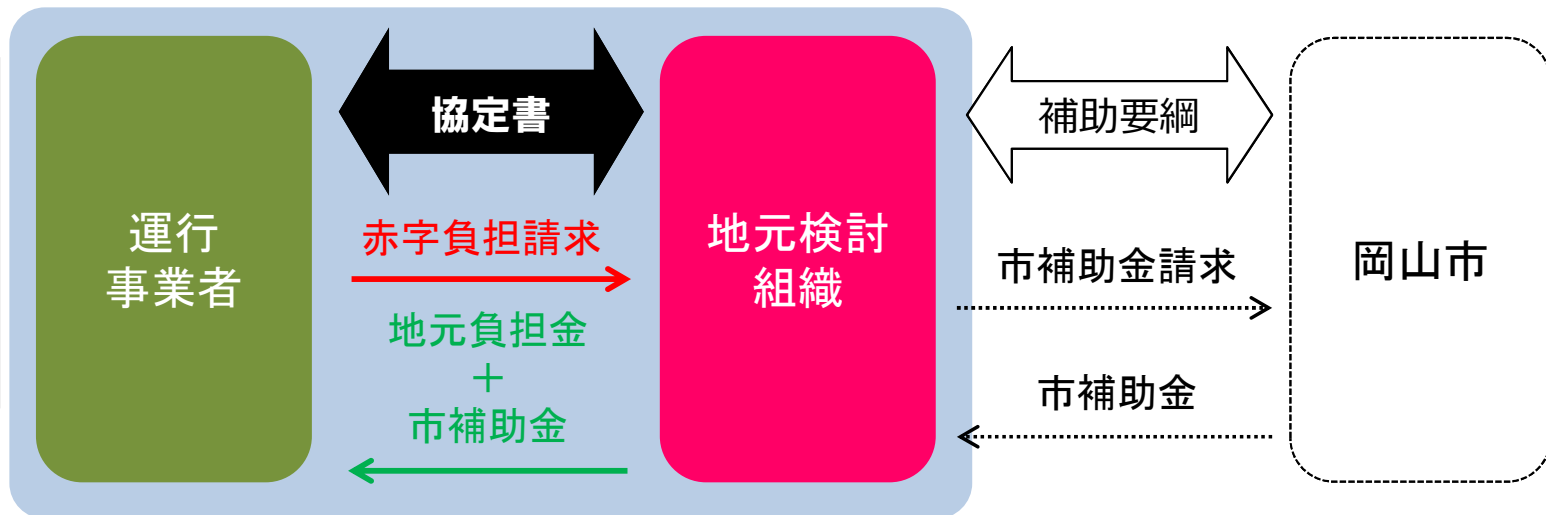 運行
事業者
協定書
赤字負担請求
地元負担金
＋
市補助金
地元検討
組織
補助要綱
市補助金請求
市補助金
岡山市